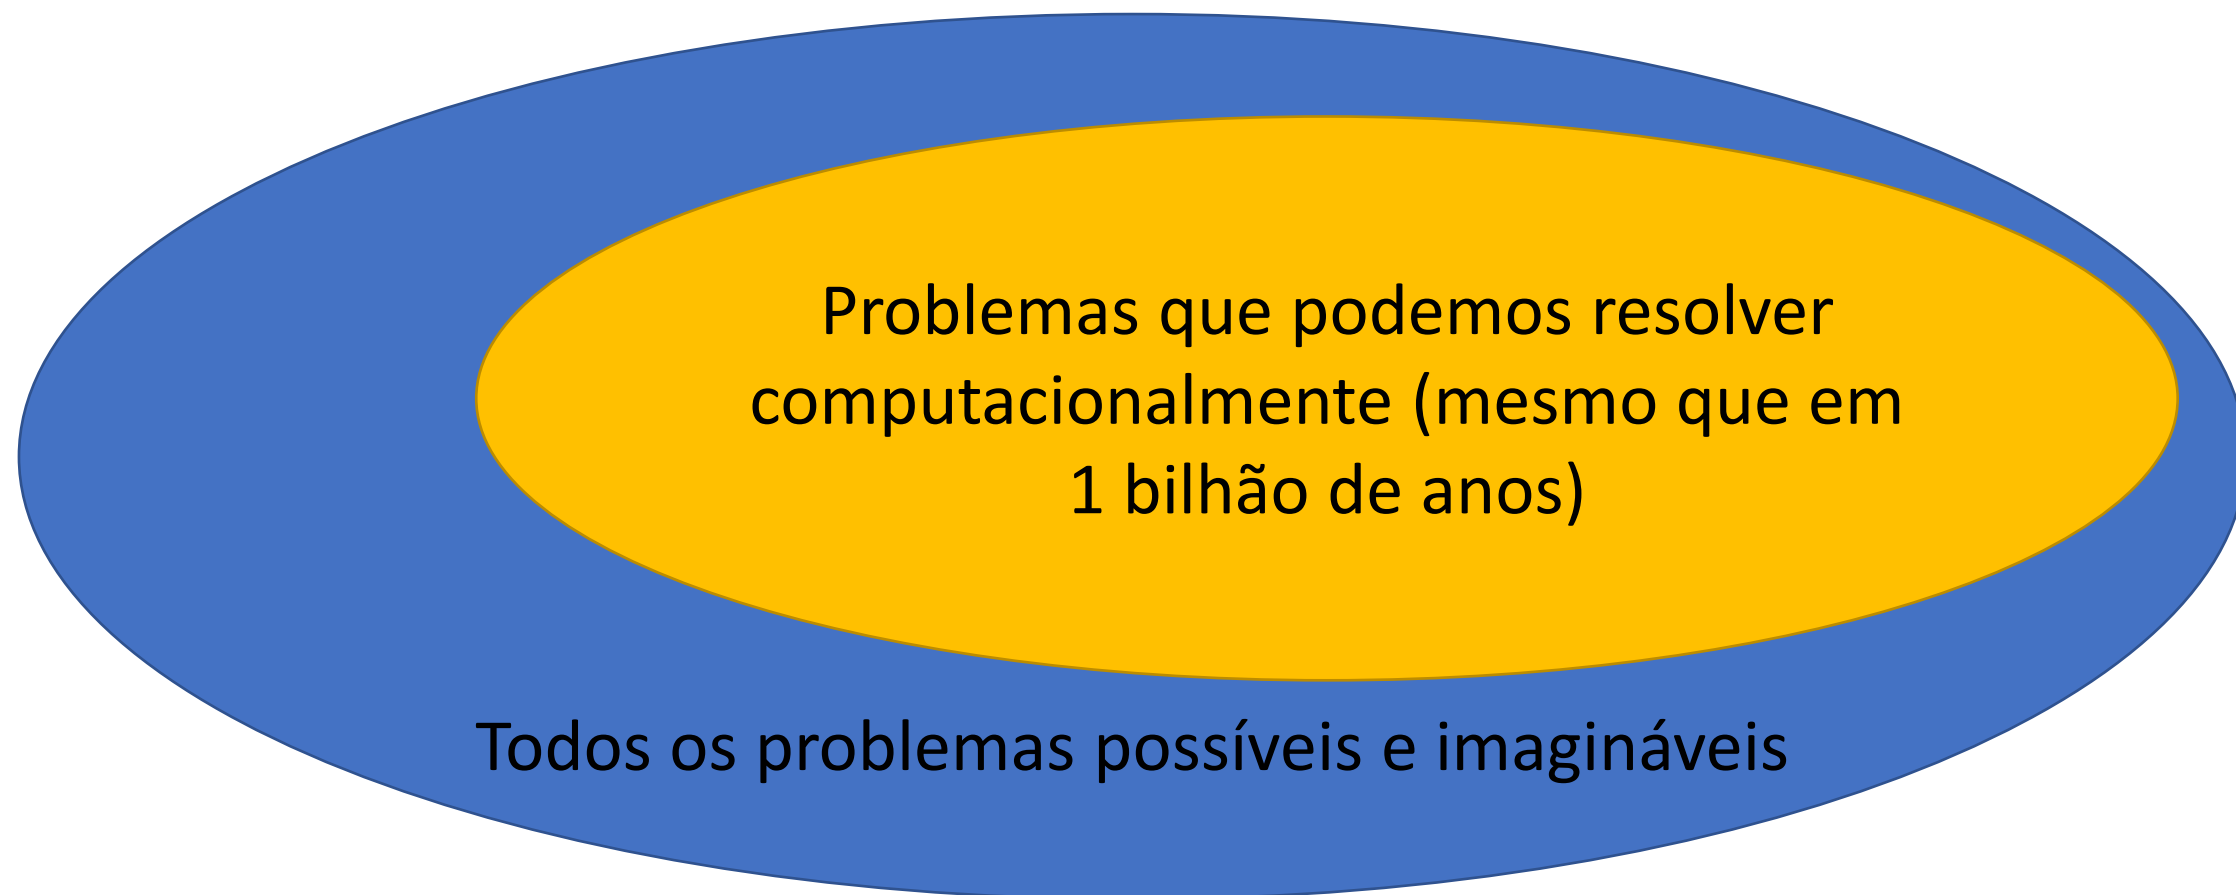 Problemas que podemos resolver
computacionalmente (mesmo que em
1 bilhão de anos)
Todos os problemas possíveis e imagináveis